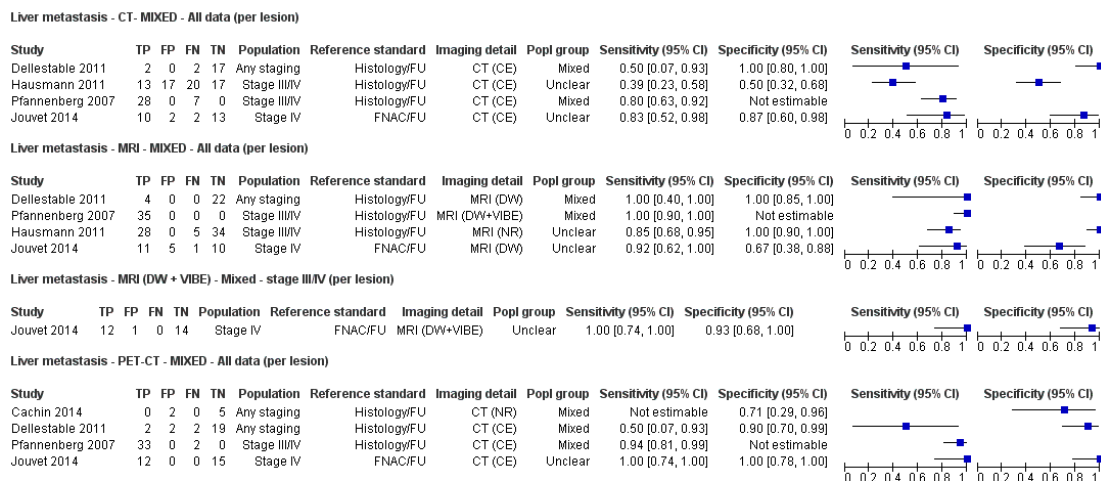 Liver metastasis - CT- MIXED - All data (per lesion)
Study TP FP FN TN Population Reference standard Imaging detail Popl group Sensitivity (95% CI) Specificity (95% CI) Sensitivity (95% CI) Specificity (95% CI)
Dellestable 2011 2 0 2 17 Any staging Histology/FU CT (CE) Mixed 0.50 [0.07, 0.93] 1.00 [0.80, 1.00]
Hausmann 2011 13 17 20 17 Stage III/IV Histology/FU CT (CE) Unclear 0.39 [0.23, 0.58] 0.50 [0.32, 0.68]
Pfannenberg 2007 28 0 7 0 Stage III/IV Histology/FU CT (CE) Mixed 0.80 [0.63, 0.92] Not estimable
Jouvet 2014 10 2 2 13 Stage IV FNAC/FU CT (CE) Unclear 0.83 [0.52, 0.98] 0.87 [0.60, 0.98]
0 0.2 0.4 0.6 0.8 1 0 0.2 0.4 0.6 0.8 1
Liver metastasis - MRI - MIXED - All data (per lesion)
Study TP FP FN TN Population Reference standard Imaging detail Popl group Sensitivity (95% CI) Specificity (95% CI) Sensitivity (95% CI) Specificity (95% CI)
Dellestable 2011 4 0 0 22 Any staging Histology/FU MRI (DW) Mixed 1.00 [0.40, 1.00] 1.00 [0.85, 1.00]
Pfannenberg 2007 35 0 0 0 Stage III/IV Histology/FU MRI (DW+VIBE) Mixed 1.00 [0.90, 1.00] Not estimable
Hausmann 2011 28 0 5 34 Stage III/IV Histology/FU MRI (NR) Unclear 0.85 [0.68, 0.95] 1.00 [0.90, 1.00]
Jouvet 2014 11 5 1 10 Stage IV FNAC/FU MRI (DW) Unclear 0.92 [0.62, 1.00] 0.67 [0.38, 0.88]
0 0.2 0.4 0.6 0.8 1 0 0.2 0.4 0.6 0.8 1
Liver metastasis - MRI (DW + VIBE) - Mixed - stage III/IV (per lesion)
Study TP FP FN TN Population Reference standard Imaging detail Popl group Sensitivity (95% CI) Specificity (95% CI) Sensitivity (95% CI) Specificity (95% CI)
Jouvet 2014 12 1 0 14 Stage IV FNAC/FU MRI (DW+VIBE) Unclear 1.00 [0.74, 1.00] 0.93 [0.68, 1.00]
0 0.2 0.4 0.6 0.8 1 0 0.2 0.4 0.6 0.8 1
Liver metastasis - PET-CT - MIXED - All data (per lesion)
Study TP FP FN TN Population Reference standard Imaging detail Popl group Sensitivity (95% CI) Specificity (95% CI) Sensitivity (95% CI) Specificity (95% CI)
Cachin 2014 0 2 0 5 Any staging Histology/FU CT (NR) Mixed Not estimable 0.71 [0.29, 0.96]
Dellestable 2011 2 2 2 19 Any staging Histology/FU CT (CE) Mixed 0.50 [0.07, 0.93] 0.90 [0.70, 0.99]
Pfannenberg 2007 33 0 2 0 Stage III/IV Histology/FU CT (CE) Mixed 0.94 [0.81, 0.99] Not estimable
Jouvet 2014 12 0 0 15 Stage IV FNAC/FU CT (CE) Unclear 1.00 [0.74, 1.00] 1.00 [0.78, 1.00]
0 0.2 0.4 0.6 0.8 1 0 0.2 0.4 0.6 0.8 1